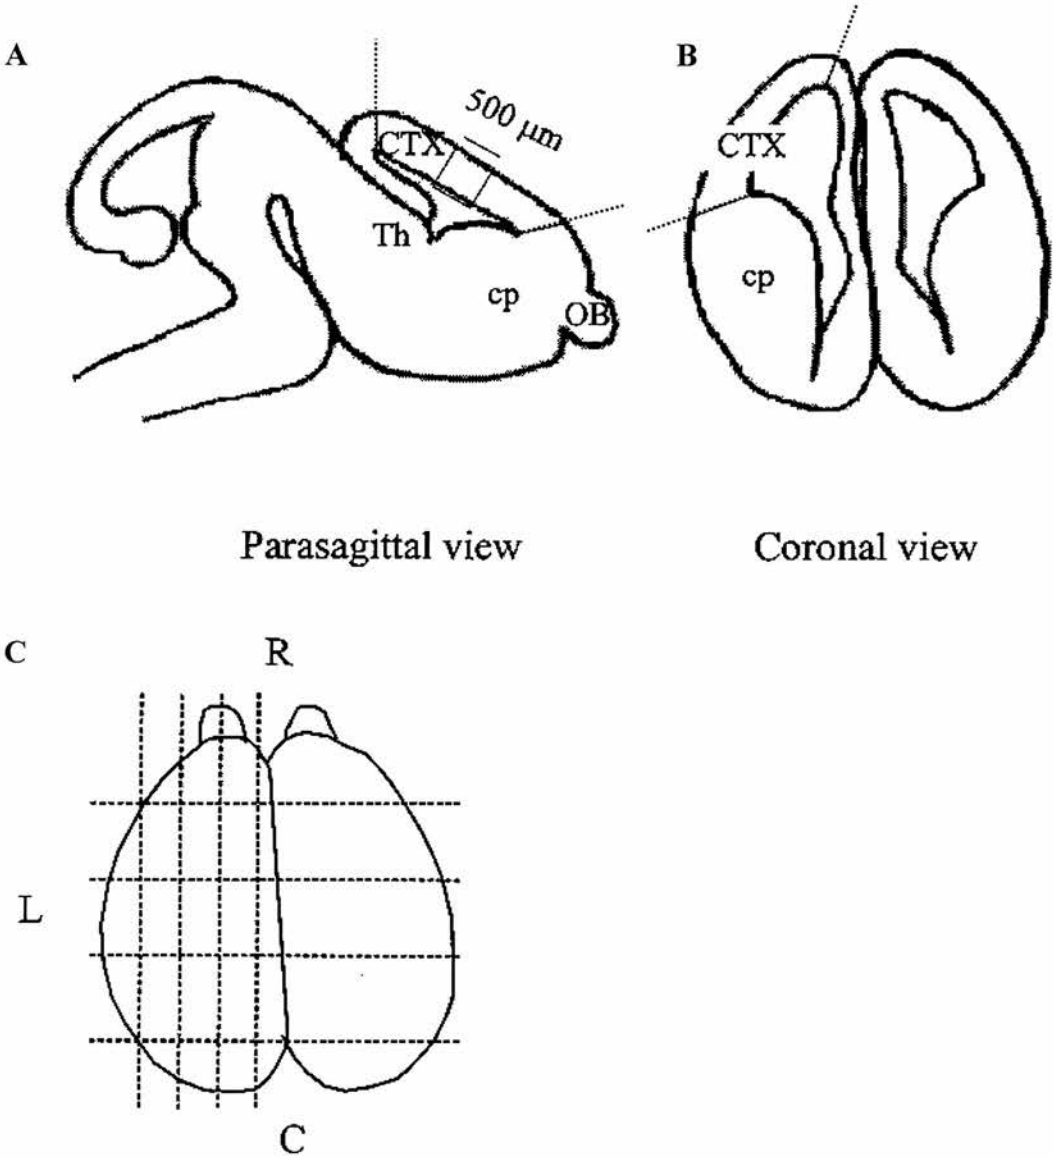 A
500 μm
CTX
Th
cp
OB
Parasagittal view
B
CTX
cp
Coronal view
C
R
L
C